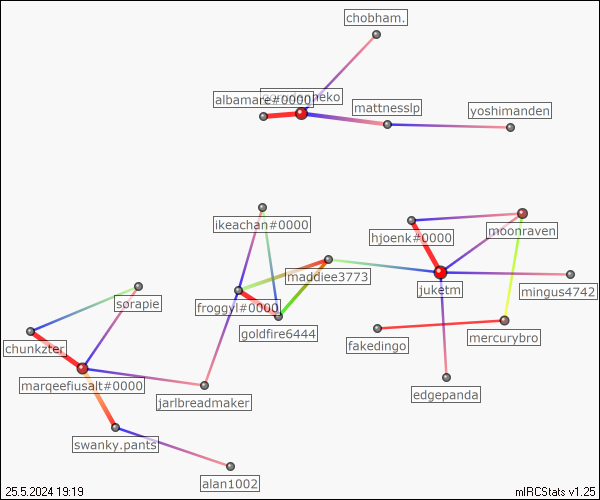 chobham.
albamare#0000
mattnesslp
yoshimanden
ikeachan#0000
moonraven
hjoenk#0000
maddiee3773
juketm
mingus4742
sorapie
froggyl#0000
goldfire6444
mercurybro
fakedingo
chunkzter
marqeefiusalt#0000
edgepanda
jarlbreadmaker
swanky.pants
alan1002
25.5.2024 19:19
mIRCStats v1.25